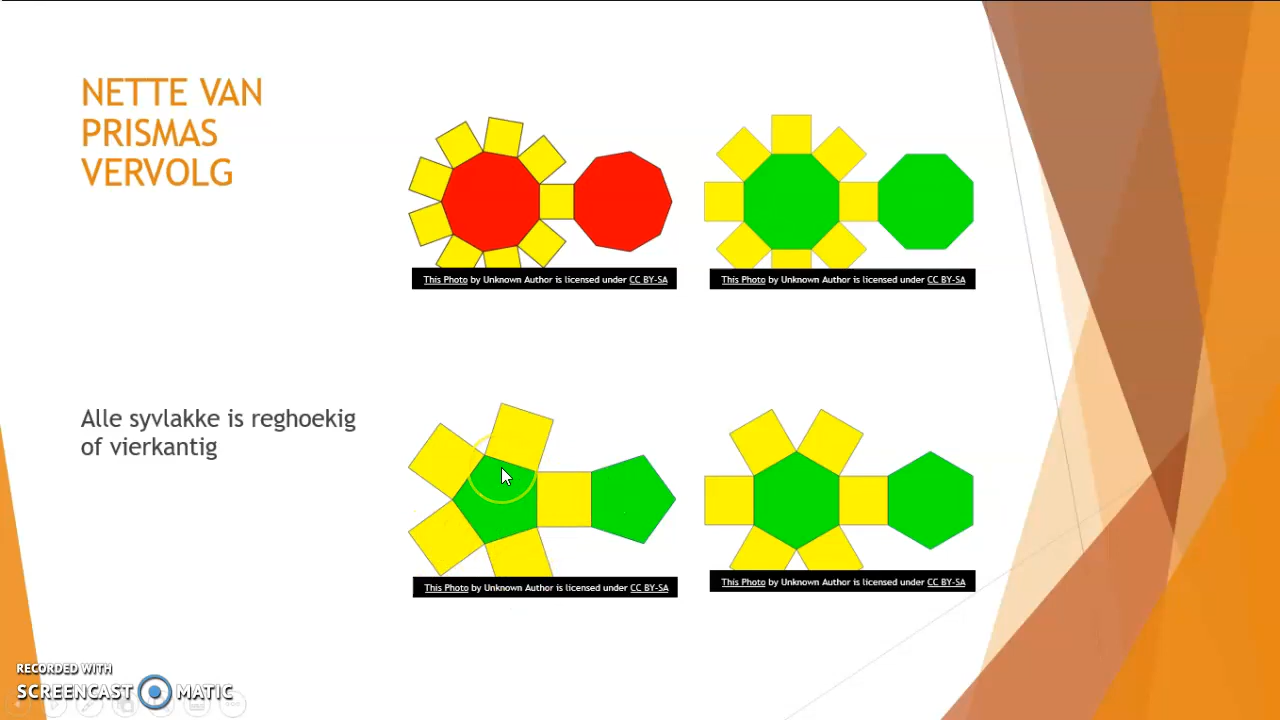 NETTE VAN
PRISMAS
VERVOLG
This Photo by Unknown Author is licensed under CC BY-SA
This Photo by Unknown Author is licensed under CC BY-SA
Alle syvlakke is reghoekig
of vierkantig
This Photo by Unknown Author is licensed under CC BY-SA
This Photo by Unknown Author is licensed under CC BY-SA
RECORDED WITH
SCREENCAST MATIC